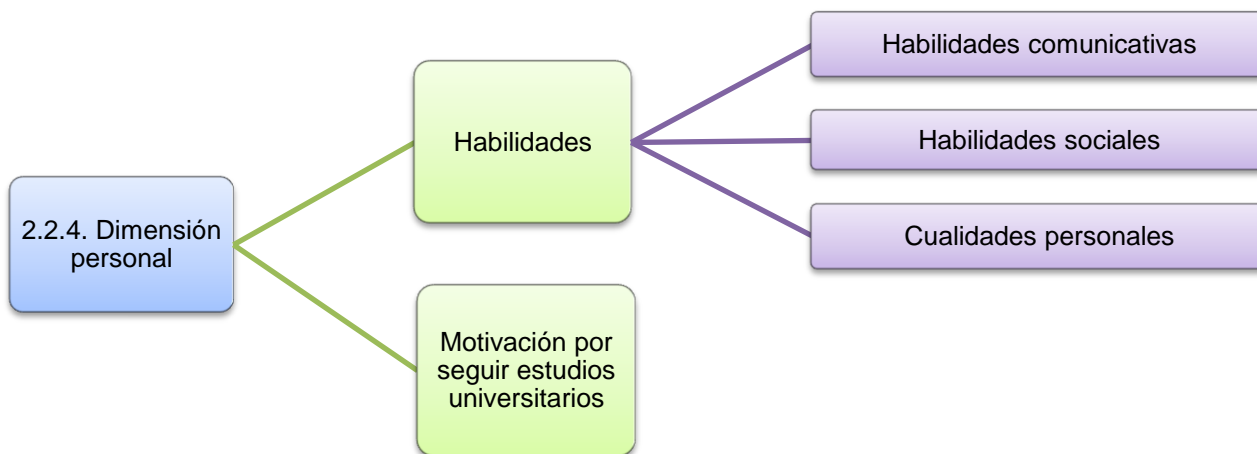 2.2.4. Dimensión
personal
Habilidades
Motivación por
seguir estudios
universitarios
Habilidades comunicativas
Habilidades sociales
Cualidades personales